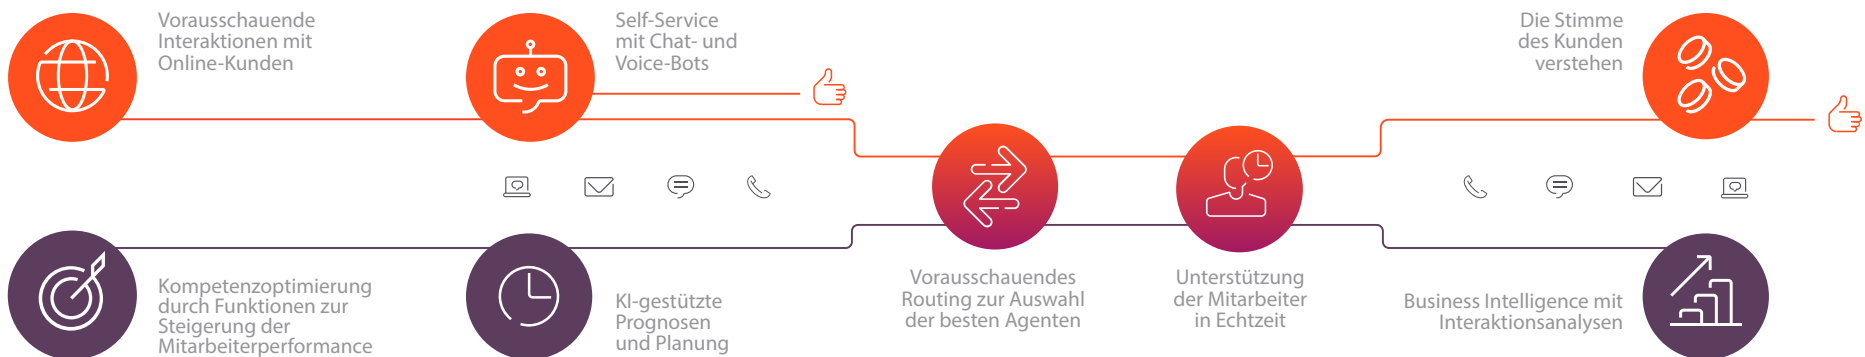 Vorausschauende
Interaktionen mit
Online-Kunden
Self-Service
mit Chat- und
Voice-Bots
Die Stimme
des Kunden
verstehen
Kompetenzoptimierung
durch Funktionen zur
Steigerung der
Mitarbeiterperformance
KI-gestützte
Prognosen
und Planung
Vorausschauendes
Routing zur Auswahl
der besten Agenten
Unterstützung
der Mitarbeiter
in Echtzeit
Business Intelligence mit
Interaktionsanalysen